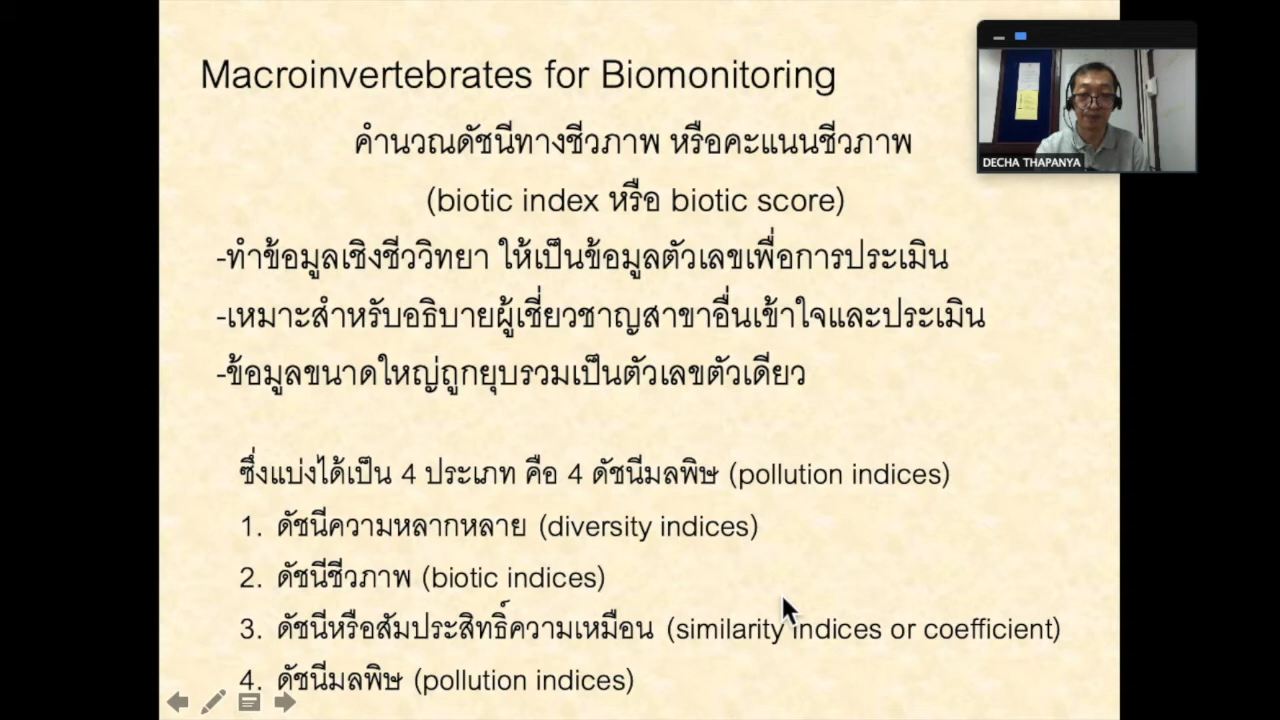 Macroinvertebrates for Biomonitoring
คำนวณดัชนีทางชีวภาพ หรือคะแนนชีวภาพ
(biotic index หรือ biotic score)
-ทำข้อมูลเชิงชีววิทยา ให้เป็นข้อมูลตัวเลขเพื่อการประเมิน
-เหมาะสำหรับอธิบายผู้เชี่ยวชาญสาขาอื่นเข้าใจและประเมิน
-ข้อมูลขนาดใหญ่ถูกยุบรวมเป็นตัวเลขตัวเดียว
ซึ่งแบ่งได้เป็น 4 ประเภท คือ 4 ดัชนีมลพิษ (pollution indices)
1. ดัชนีความหลากหลาย (diversity indices)
2. ดัชนีชีวภาพ (biotic indices)
3. ดัชนีหรือสัมประสิทธิ์ความเหมือน (similarity indices or coefficient)
4. ดัชนีมลพิษ (pollution indices)
DECHA THAPANYA